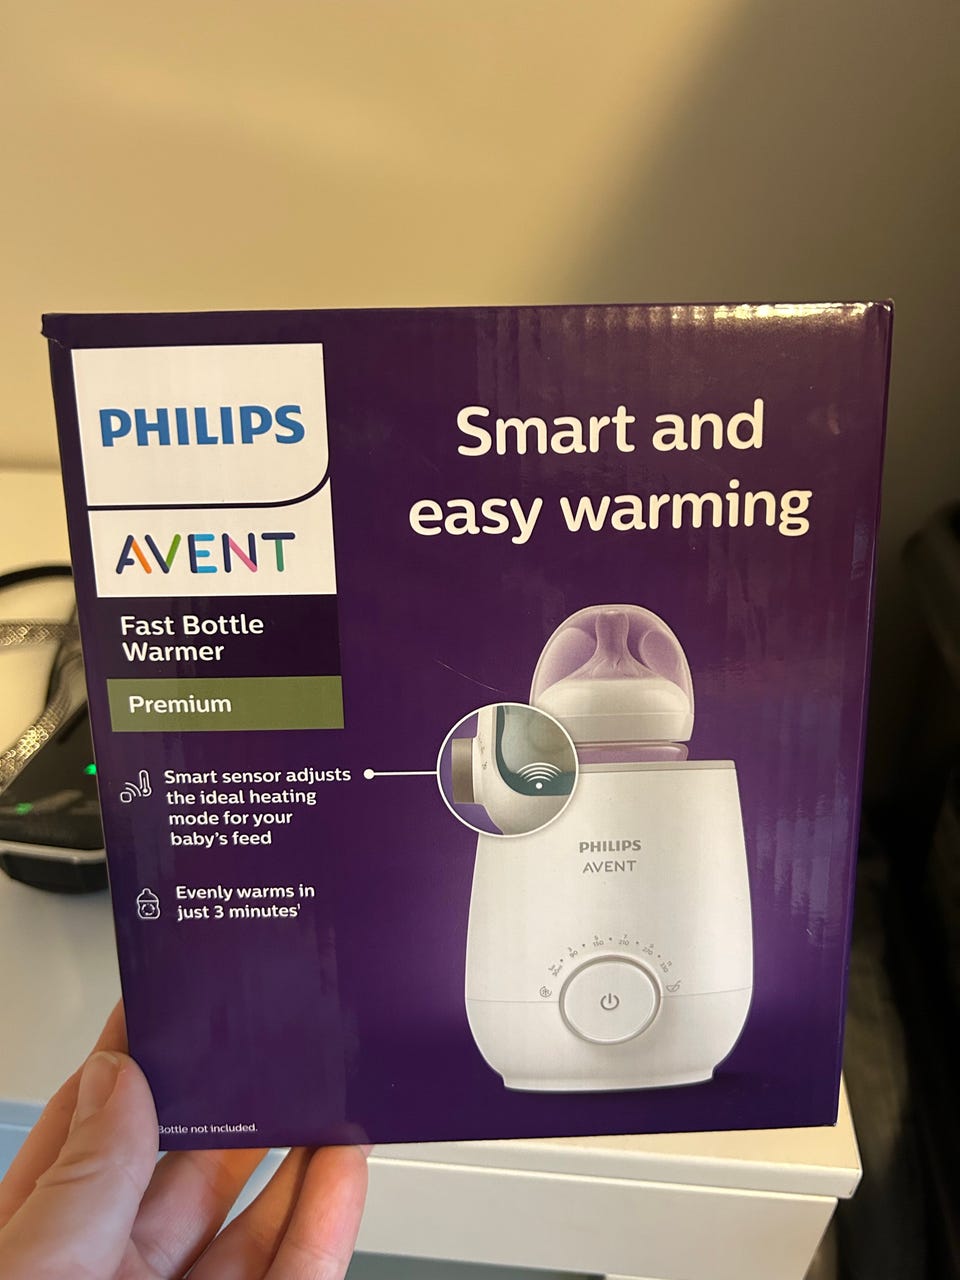 PHILIPS
AVENT
Fast Bottle
Warmer
Premium
Smart sensor adjusts
the ideal heating
mode for your
baby's feed
Evenly warms in
just 3 minutes¹
Bottle not included.
Smart and
easy warming
PHILIPS
AVENT